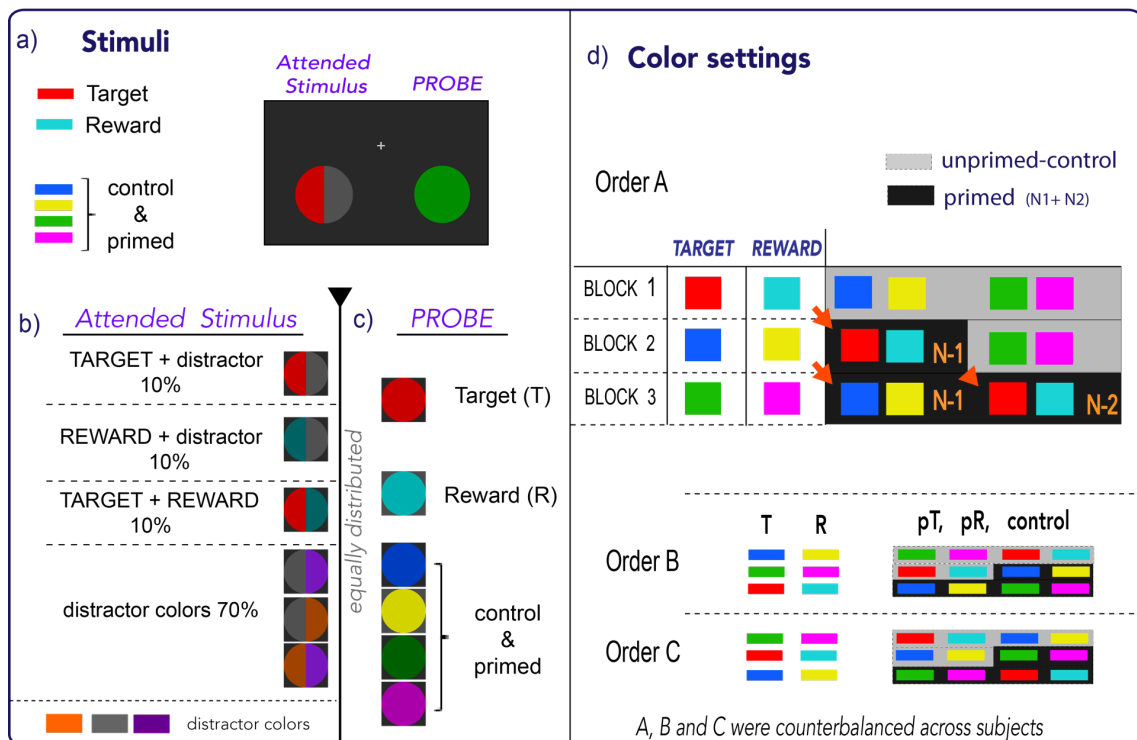 a) Stimuli
Target
Reward
control
&
primed
Attended
Stimulus
PROBE
b) Attended Stimulus
TARGET + distractor
10%
REWARD + distractor
10%
TARGET + REWARD
10%
distractor colors 70%
distractor colors
equally distributed
c) PROBE
Target (T)
Reward (R)
control
&
primed
d) Color settings
Order A
unprimed-control
primed (N1+ N2)
TARGET REWARD
BLOCK 1
BLOCK 2
N-1
BLOCK 3
N-1
N-2
T R pT, pR, control
Order B
Order C
A, B and C were counterbalanced across subjects